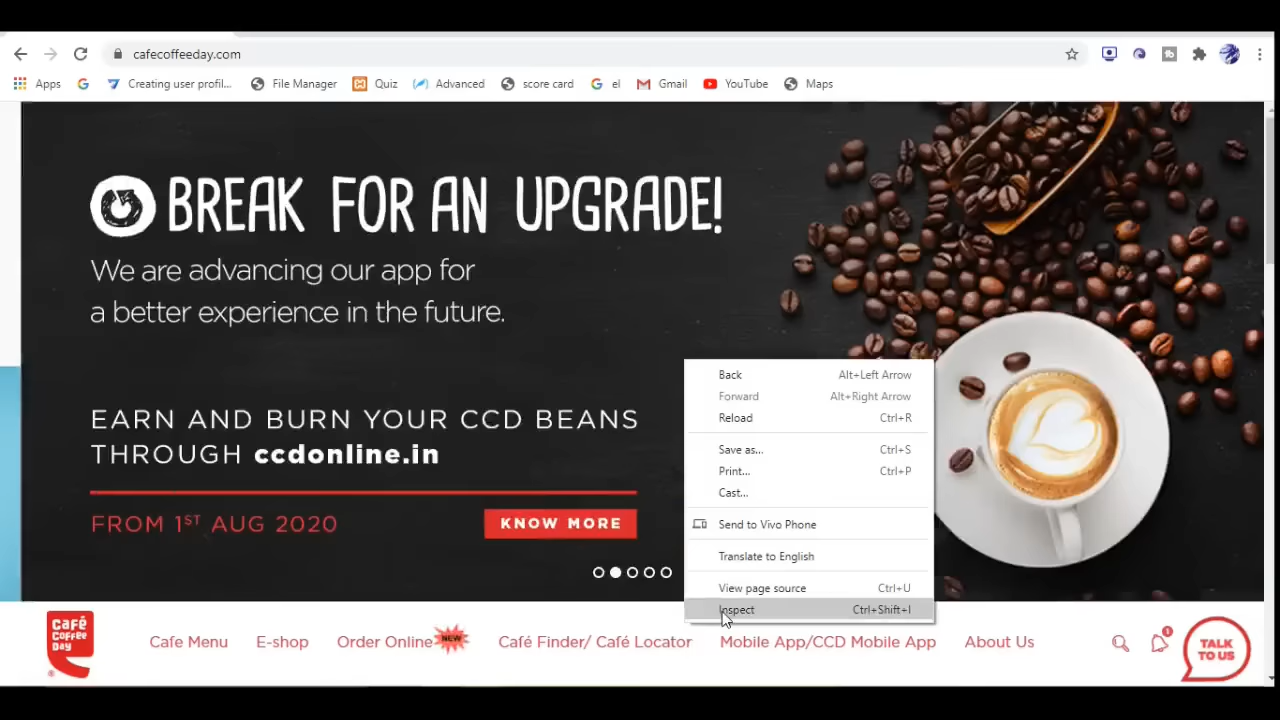 cafecoffeeday.com
Apps
Creating user profil...
File Manager
Quiz
Advanced
score card
el
Gmail
YouTube
Maps
BREAK FOR AN UPGRADE!
We are advancing our app for
a better experience in the future.
EARN AND BURN YOUR CCD BEANS
THROUGH ccdonline.in
FROM 1ST AUG 2020
KNOW MORE
Back Alt+Left Arrow
Forward Alt+Right Arrow
Reload Ctrl+R
Save as... Ctrl+S
Print... Ctrl+P
Cast...
Send to Vivo Phone
Translate to English
View page source Ctrl+U
Inspect Ctrl+Shift+I
Café
Coffee
Day
Cafe Menu
E-shop
Order Online NEW
Café Finder/ Café Locator
Mobile App/CCD Mobile App
About Us
1
TALK
TO US